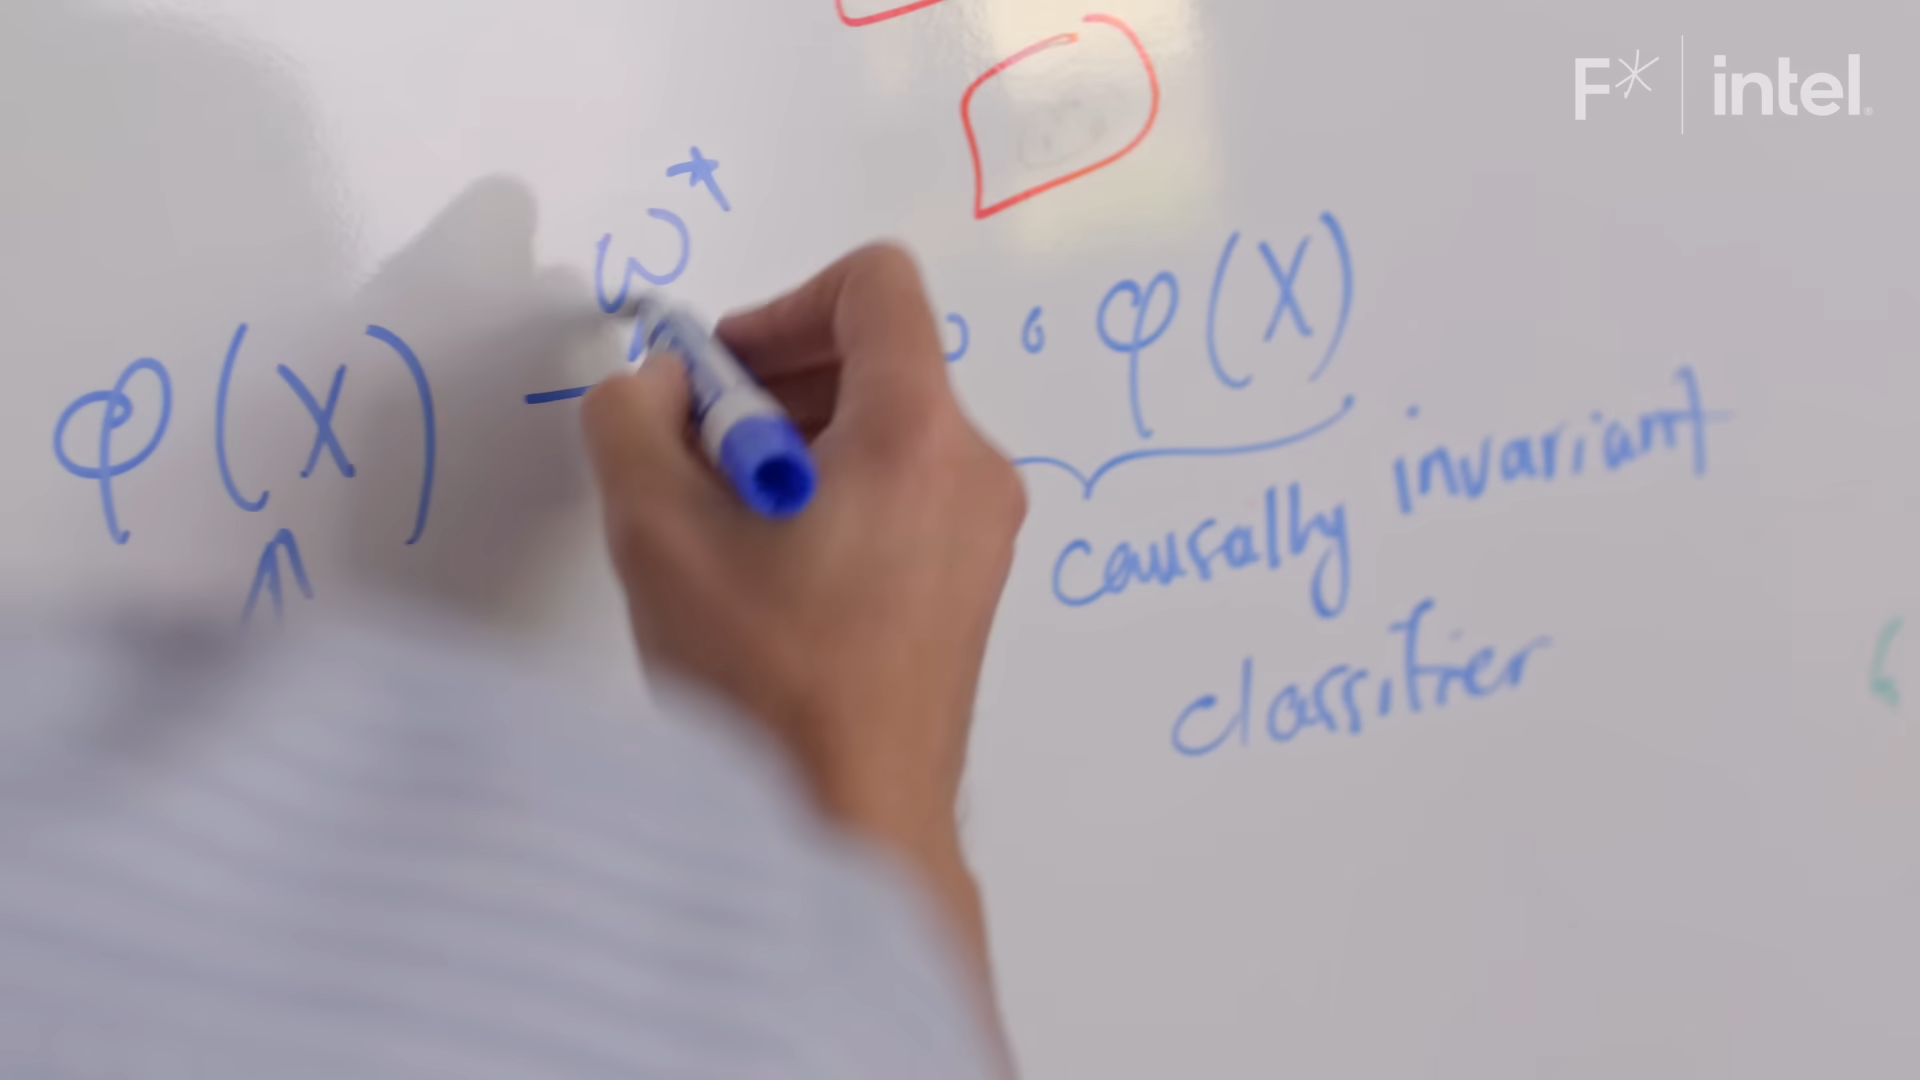 F* intel
ω*
φ(X) — ∘ φ(X)
causally invariant
classifier